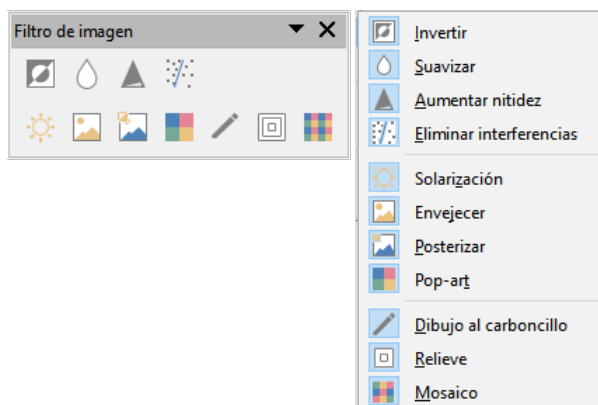 Filtro de imagen
Invertir
Suavizar
Aumentar nitidez
Eliminar interferencias
Solarización
Envejecer
Posterizar
Pop-art
Dibujo al carboncillo
Relieve
Mosaico